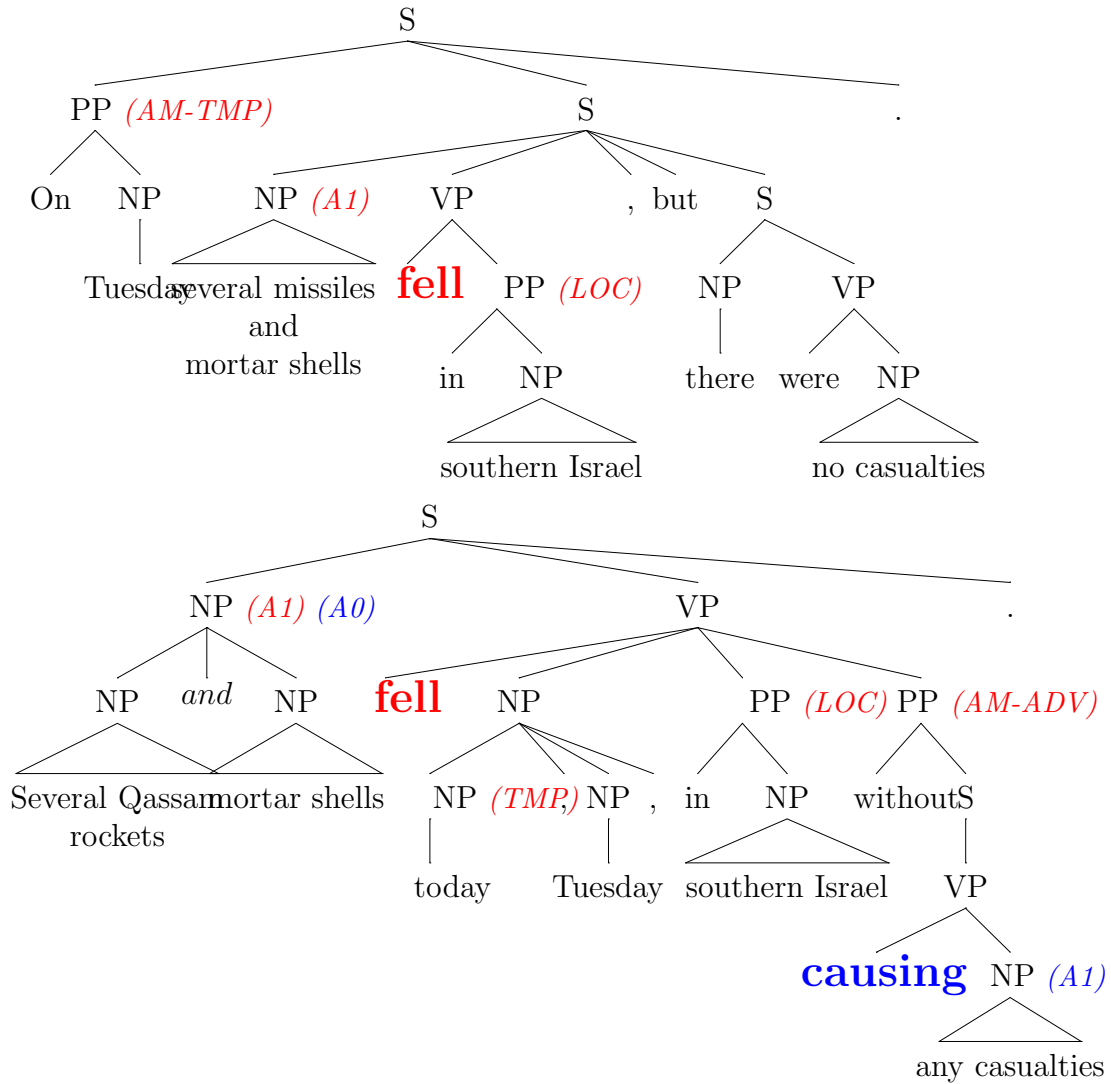 S
PP (AM-TMP) S .
On NP NP (A1) VP , but S
Tuesday several missiles fell PP (LOC) NP VP
and
mortar shells in NP there were NP
southern Israel no casualties
S
NP (A1) (A0) VP .
NP and NP fell NP PP (LOC) PP (AM-ADV)
Several Qassam mortar shells NP (TMP) , NP , in NP without S
rockets
today Tuesday southern Israel VP
causing NP (A1)
any casualties